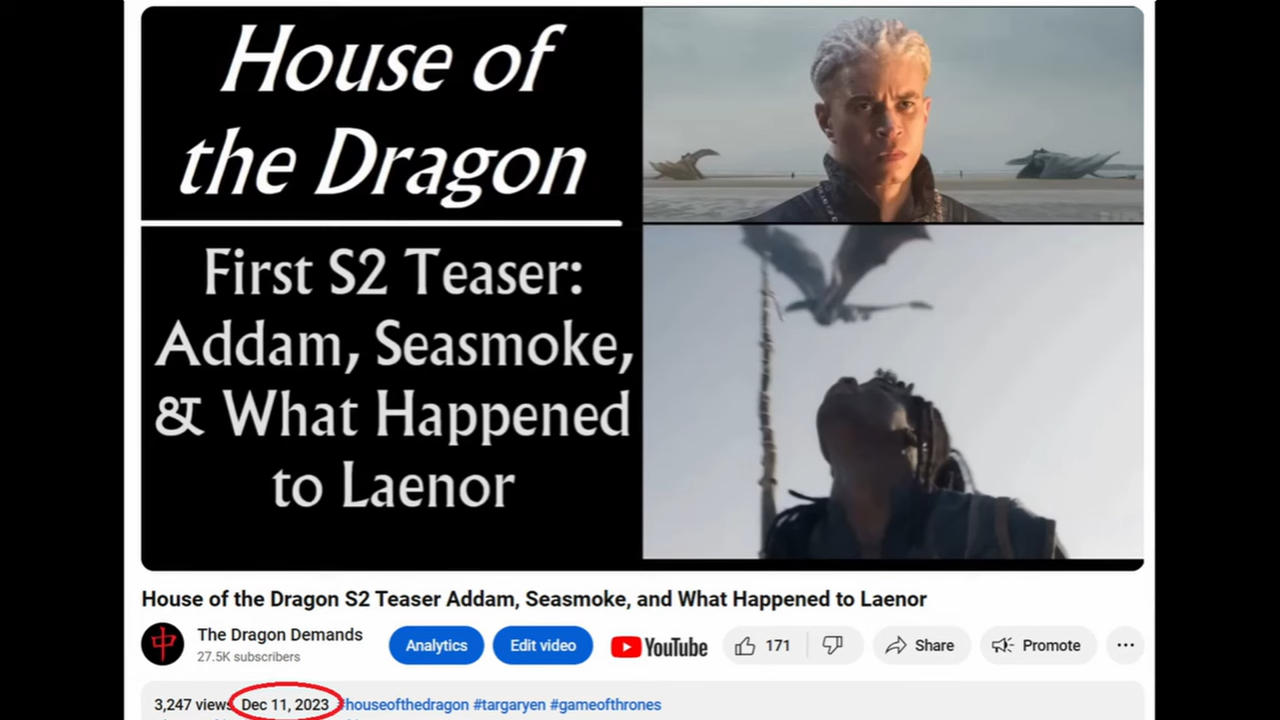 House of
the Dragon
First S2 Teaser:
Addam, Seasmoke,
& What Happened
to Laenor
House of the Dragon S2 Teaser Addam, Seasmoke, and What Happened to Laenor
中
The Dragon Demands
27.5K subscribers
Analytics
Edit video
YouTube
171
Share
Promote
3,247 views Dec 11, 2023 #houseofthedragon #targaryen #gameofthrones